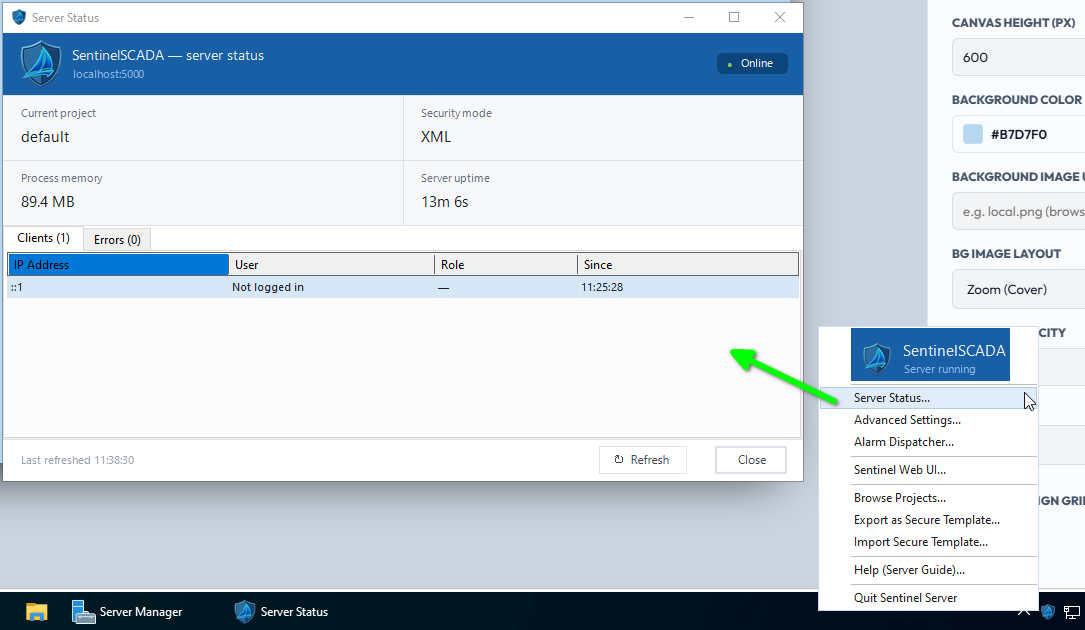 Server Status
SentinelSCADA — server status
localhost:5000
Online
Current project
default
Security mode
XML
Process memory
89.4 MB
Server uptime
13m 6s
Clients (1)
Errors (0)
IP Address User Role Since
::1 Not logged in — 11:25:28
Last refreshed 11:38:30
Refresh
Close
CANVAS HEIGHT (PX)
600
BACKGROUND COLOR
#B7D7F0
BACKGROUND IMAGE U
e.g. local.png (brows
BG IMAGE LAYOUT
Zoom (Cover)
CITY
IGN GRI
SentinelSCADA
Server running
Server Status...
Advanced Settings...
Alarm Dispatcher...
Sentinel Web UI...
Browse Projects...
Export as Secure Template...
Import Secure Template...
Help (Server Guide)...
Quit Sentinel Server
Server Manager
Server Status